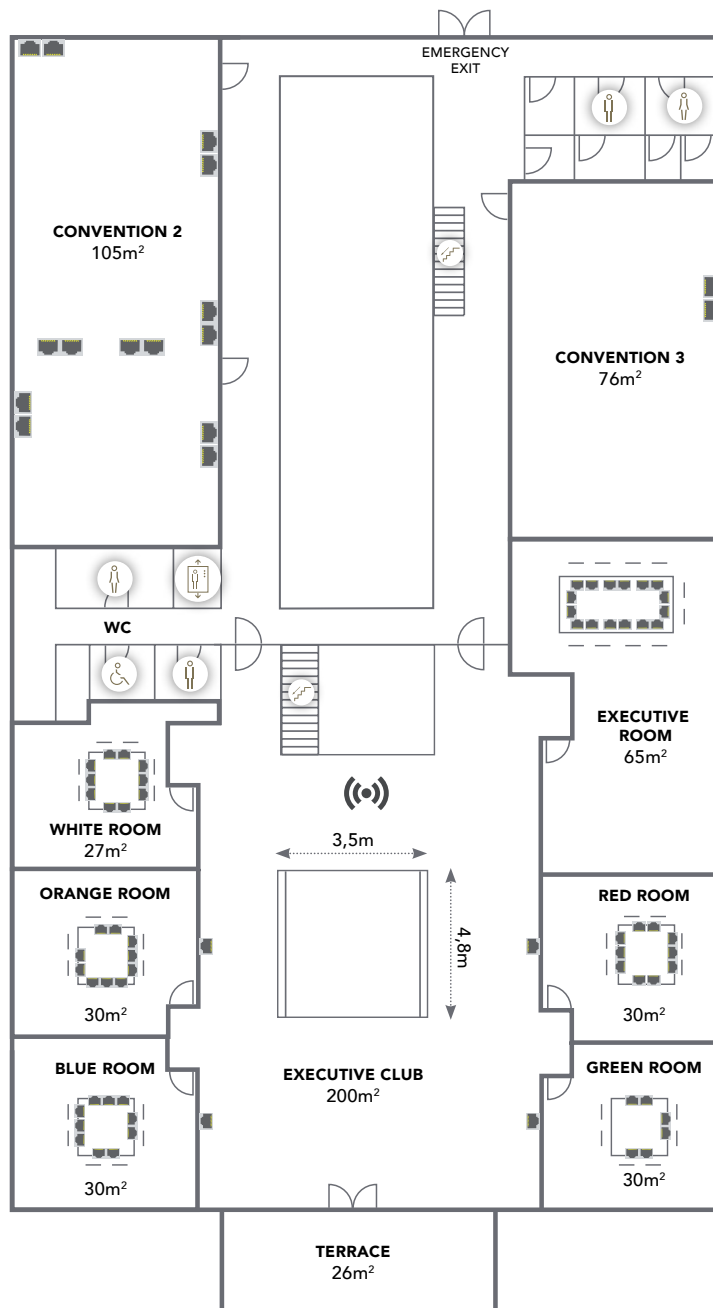 EMERGENCY
EXIT
CONVENTION 2
105m²
CONVENTION 3
76m²
WC
EXECUTIVE
ROOM
65m²
WHITE ROOM
27m²
3,5m
4,8m
ORANGE ROOM
30m²
RED ROOM
30m²
BLUE ROOM
30m²
EXECUTIVE CLUB
200m²
GREEN ROOM
30m²
TERRACE
26m²